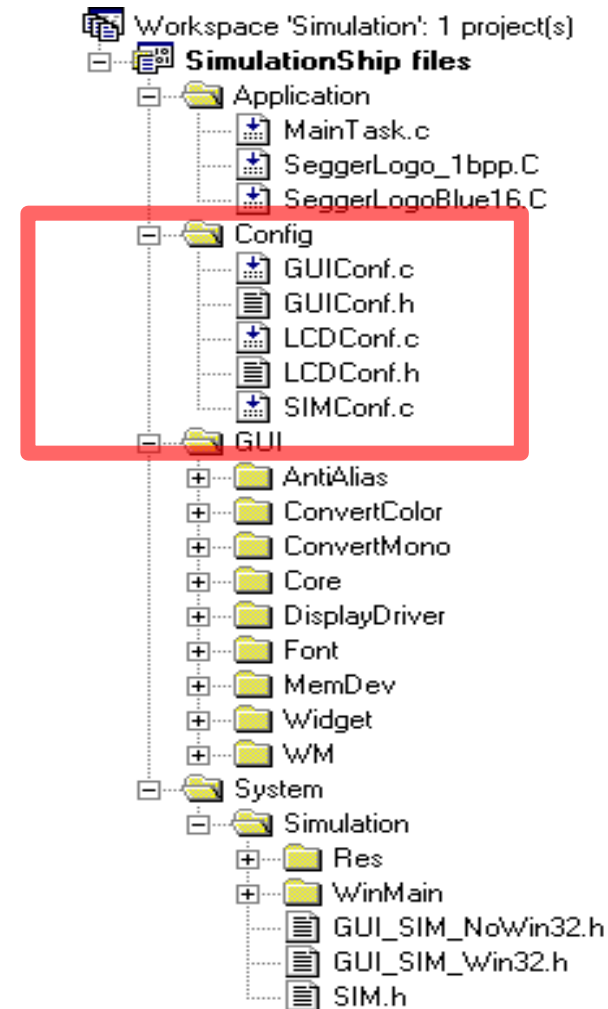 Workspace 'Simulation': 1 project(s)
SimulationShip files
Application
MainTask.c
SeggerLogo_1bpp.C
SeggerLogoBlue16.C
Config
GUIConf.c
GUIConf.h
LCDConf.c
LCDConf.h
SIMConf.c
GUI
AntiAlias
ConvertColor
ConvertMono
Core
DisplayDriver
Font
MemDev
Widget
WM
System
Simulation
Res
WinMain
GUI_SIM_NoWin32.h
GUI_SIM_Win32.h
SIM.h